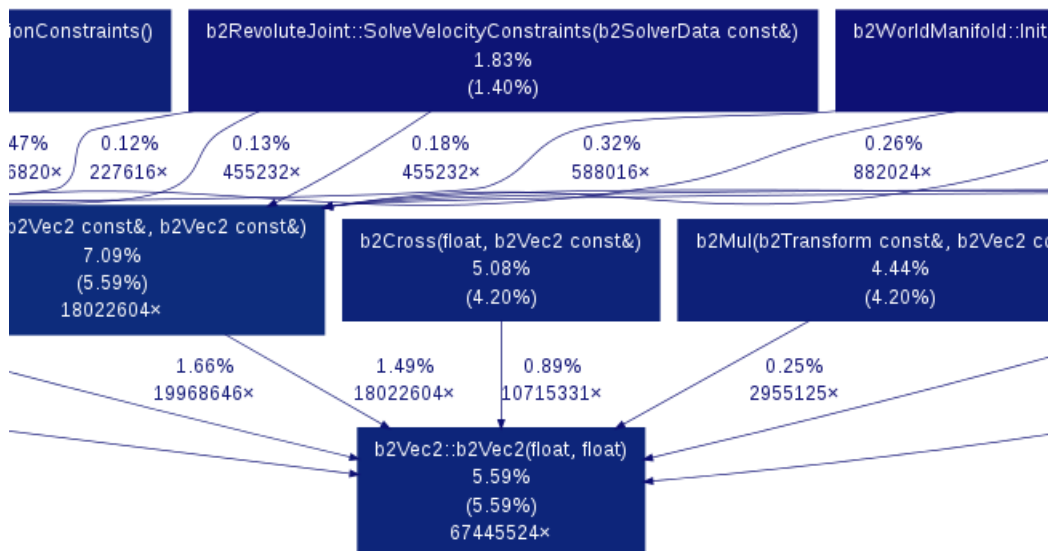 ionConstraints()
b2RevoluteJoint::SolveVelocityConstraints(b2SolverData const&)
1.83%
(1.40%)
b2WorldManifold::Init
47% 0.12% 0.13% 0.18% 0.32% 0.26%
6820× 227616× 455232× 455232× 588016× 882024×
b2Vec2 const&, b2Vec2 const&)
7.09%
(5.59%)
18022604×
b2Cross(float, b2Vec2 const&)
5.08%
(4.20%)
b2Mul(b2Transform const&, b2Vec2 co
4.44%
(4.20%)
1.66% 1.49% 0.89% 0.25%
19968646× 18022604× 10715331× 2955125×
b2Vec2::b2Vec2(float, float)
5.59%
(5.59%)
67445524×